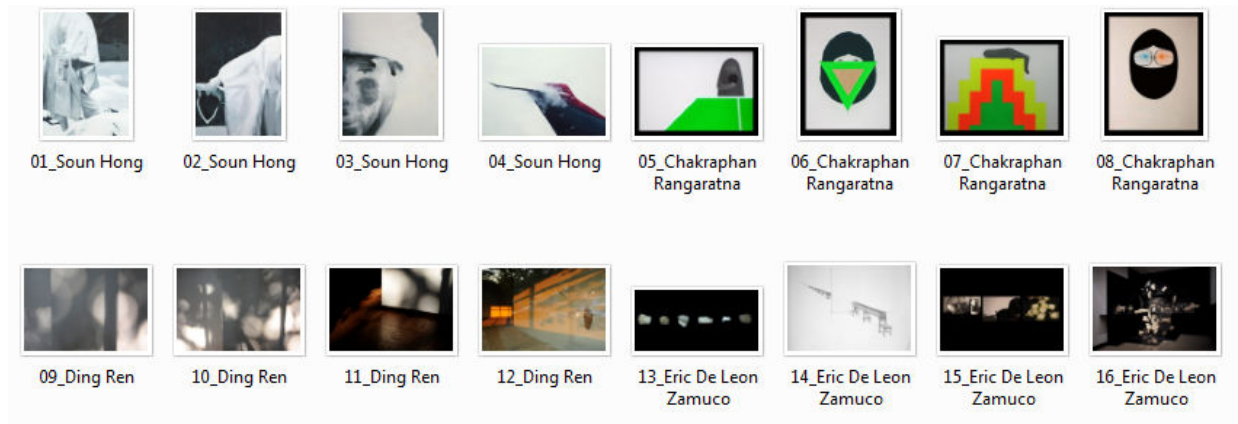 01_Soun Hong
02_Soun Hong
03_Soun Hong
04_Soun Hong
05_Chakraphan
Rangaratna
06_Chakraphan
Rangaratna
07_Chakraphan
Rangaratna
08_Chakraphan
Rangaratna
09_Ding Ren
10_Ding Ren
11_Ding Ren
12_Ding Ren
13_Eric De Leon
Zamuco
14_Eric De Leon
Zamuco
15_Eric De Leon
Zamuco
16_Eric De Leon
Zamuco